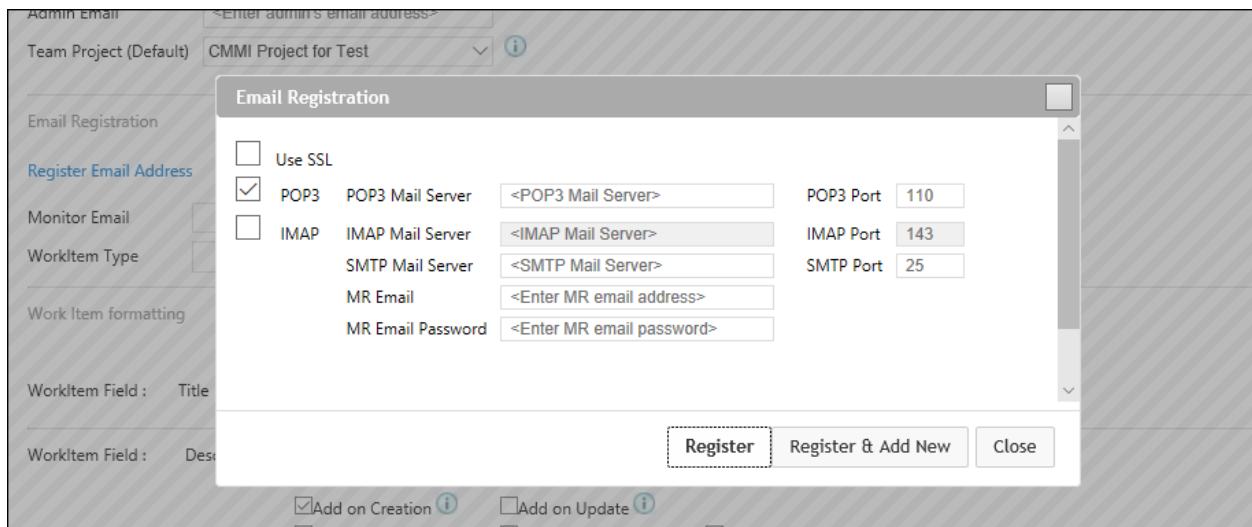 Admin Email <Enter admin's email address>
Team Project (Default) CMMI Project for Test
Email Registration
Email Registration
Use SSL
Register Email Address
POP3 POP3 Mail Server <POP3 Mail Server> POP3 Port 110
Monitor Email
IMAP IMAP Mail Server <IMAP Mail Server> IMAP Port 143
WorkItem Type
SMTP Mail Server <SMTP Mail Server> SMTP Port 25
MR Email <Enter MR email address>
Work Item formatting
MR Email Password <Enter MR email password>
WorkItem Field : Title
Register Register & Add New Close
WorkItem Field : Desc
Add on Creation Add on Update